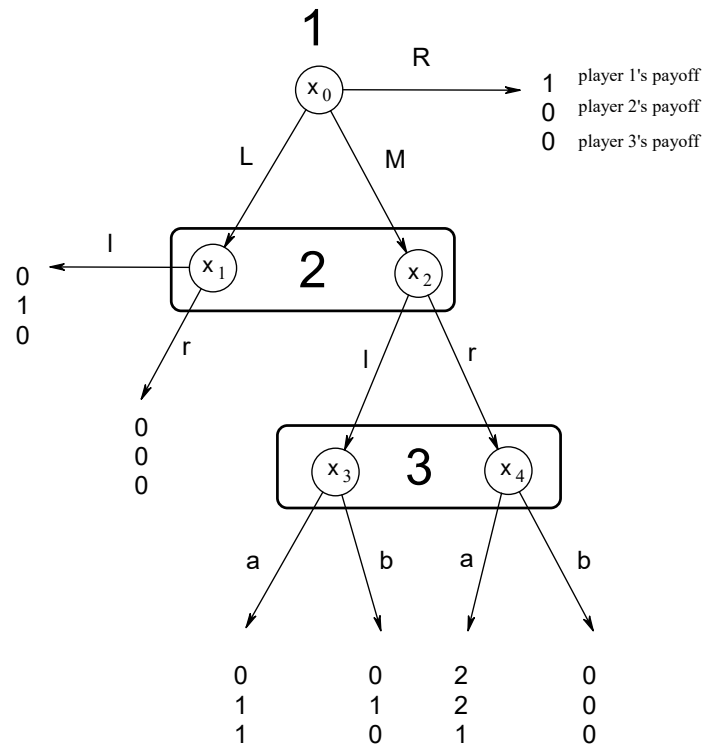 1
R
x0
1 player 1's payoff
0 player 2's payoff
0 player 3's payoff
L
M
l
x1
2
x2
0
1
0
r
l
r
0
0
0
x3
3
x4
a
b
a
b
0 0 2 0
1 1 2 0
1 0 1 0